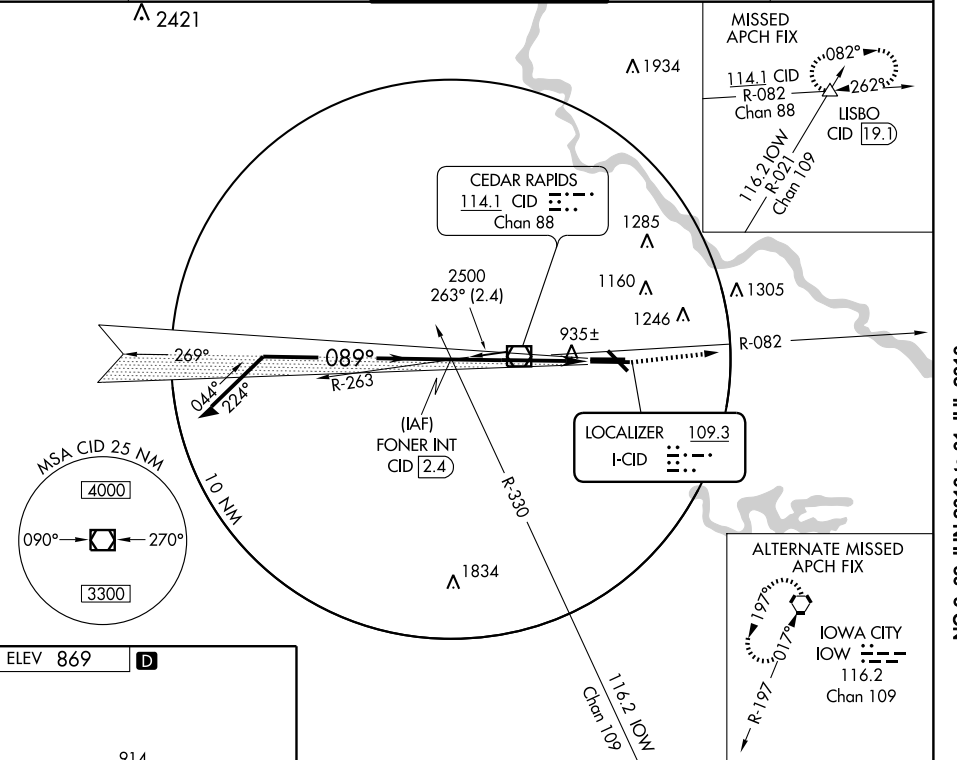 2421
1934
MISSED
APCH FIX
114.1 CID
R-082
Chan 88
082°
262°
LISBO
CID 19.1
116.2 IOW
R-021
Chan 109
CEDAR RAPIDS
114.1 CID
Chan 88
1285
1160
1305
1246
2500
263° (2.4)
935±
R-082
269°
089°
R-263
044°
224°
(IAF)
FONER INT
CID 2.4
LOCALIZER 109.3
I-CID
MSA CID 25 NM
4000
090°
270°
3300
10 NM
R-330
1834
116.2 IOW
Chan 109
ALTERNATE MISSED
APCH FIX
197°
017°
R-197
IOWA CITY
IOW
116.2
Chan 109
ELEV 869 D